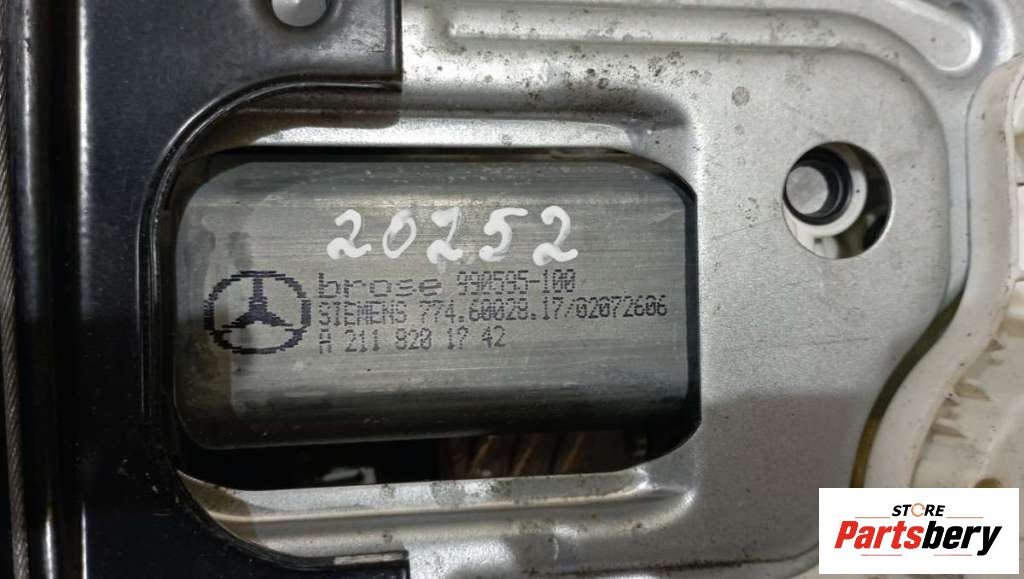 20252
brose 990595-100
SIEMENS 774.60028.17/02072606
A 211 820 17 42
STORE
Partsbery